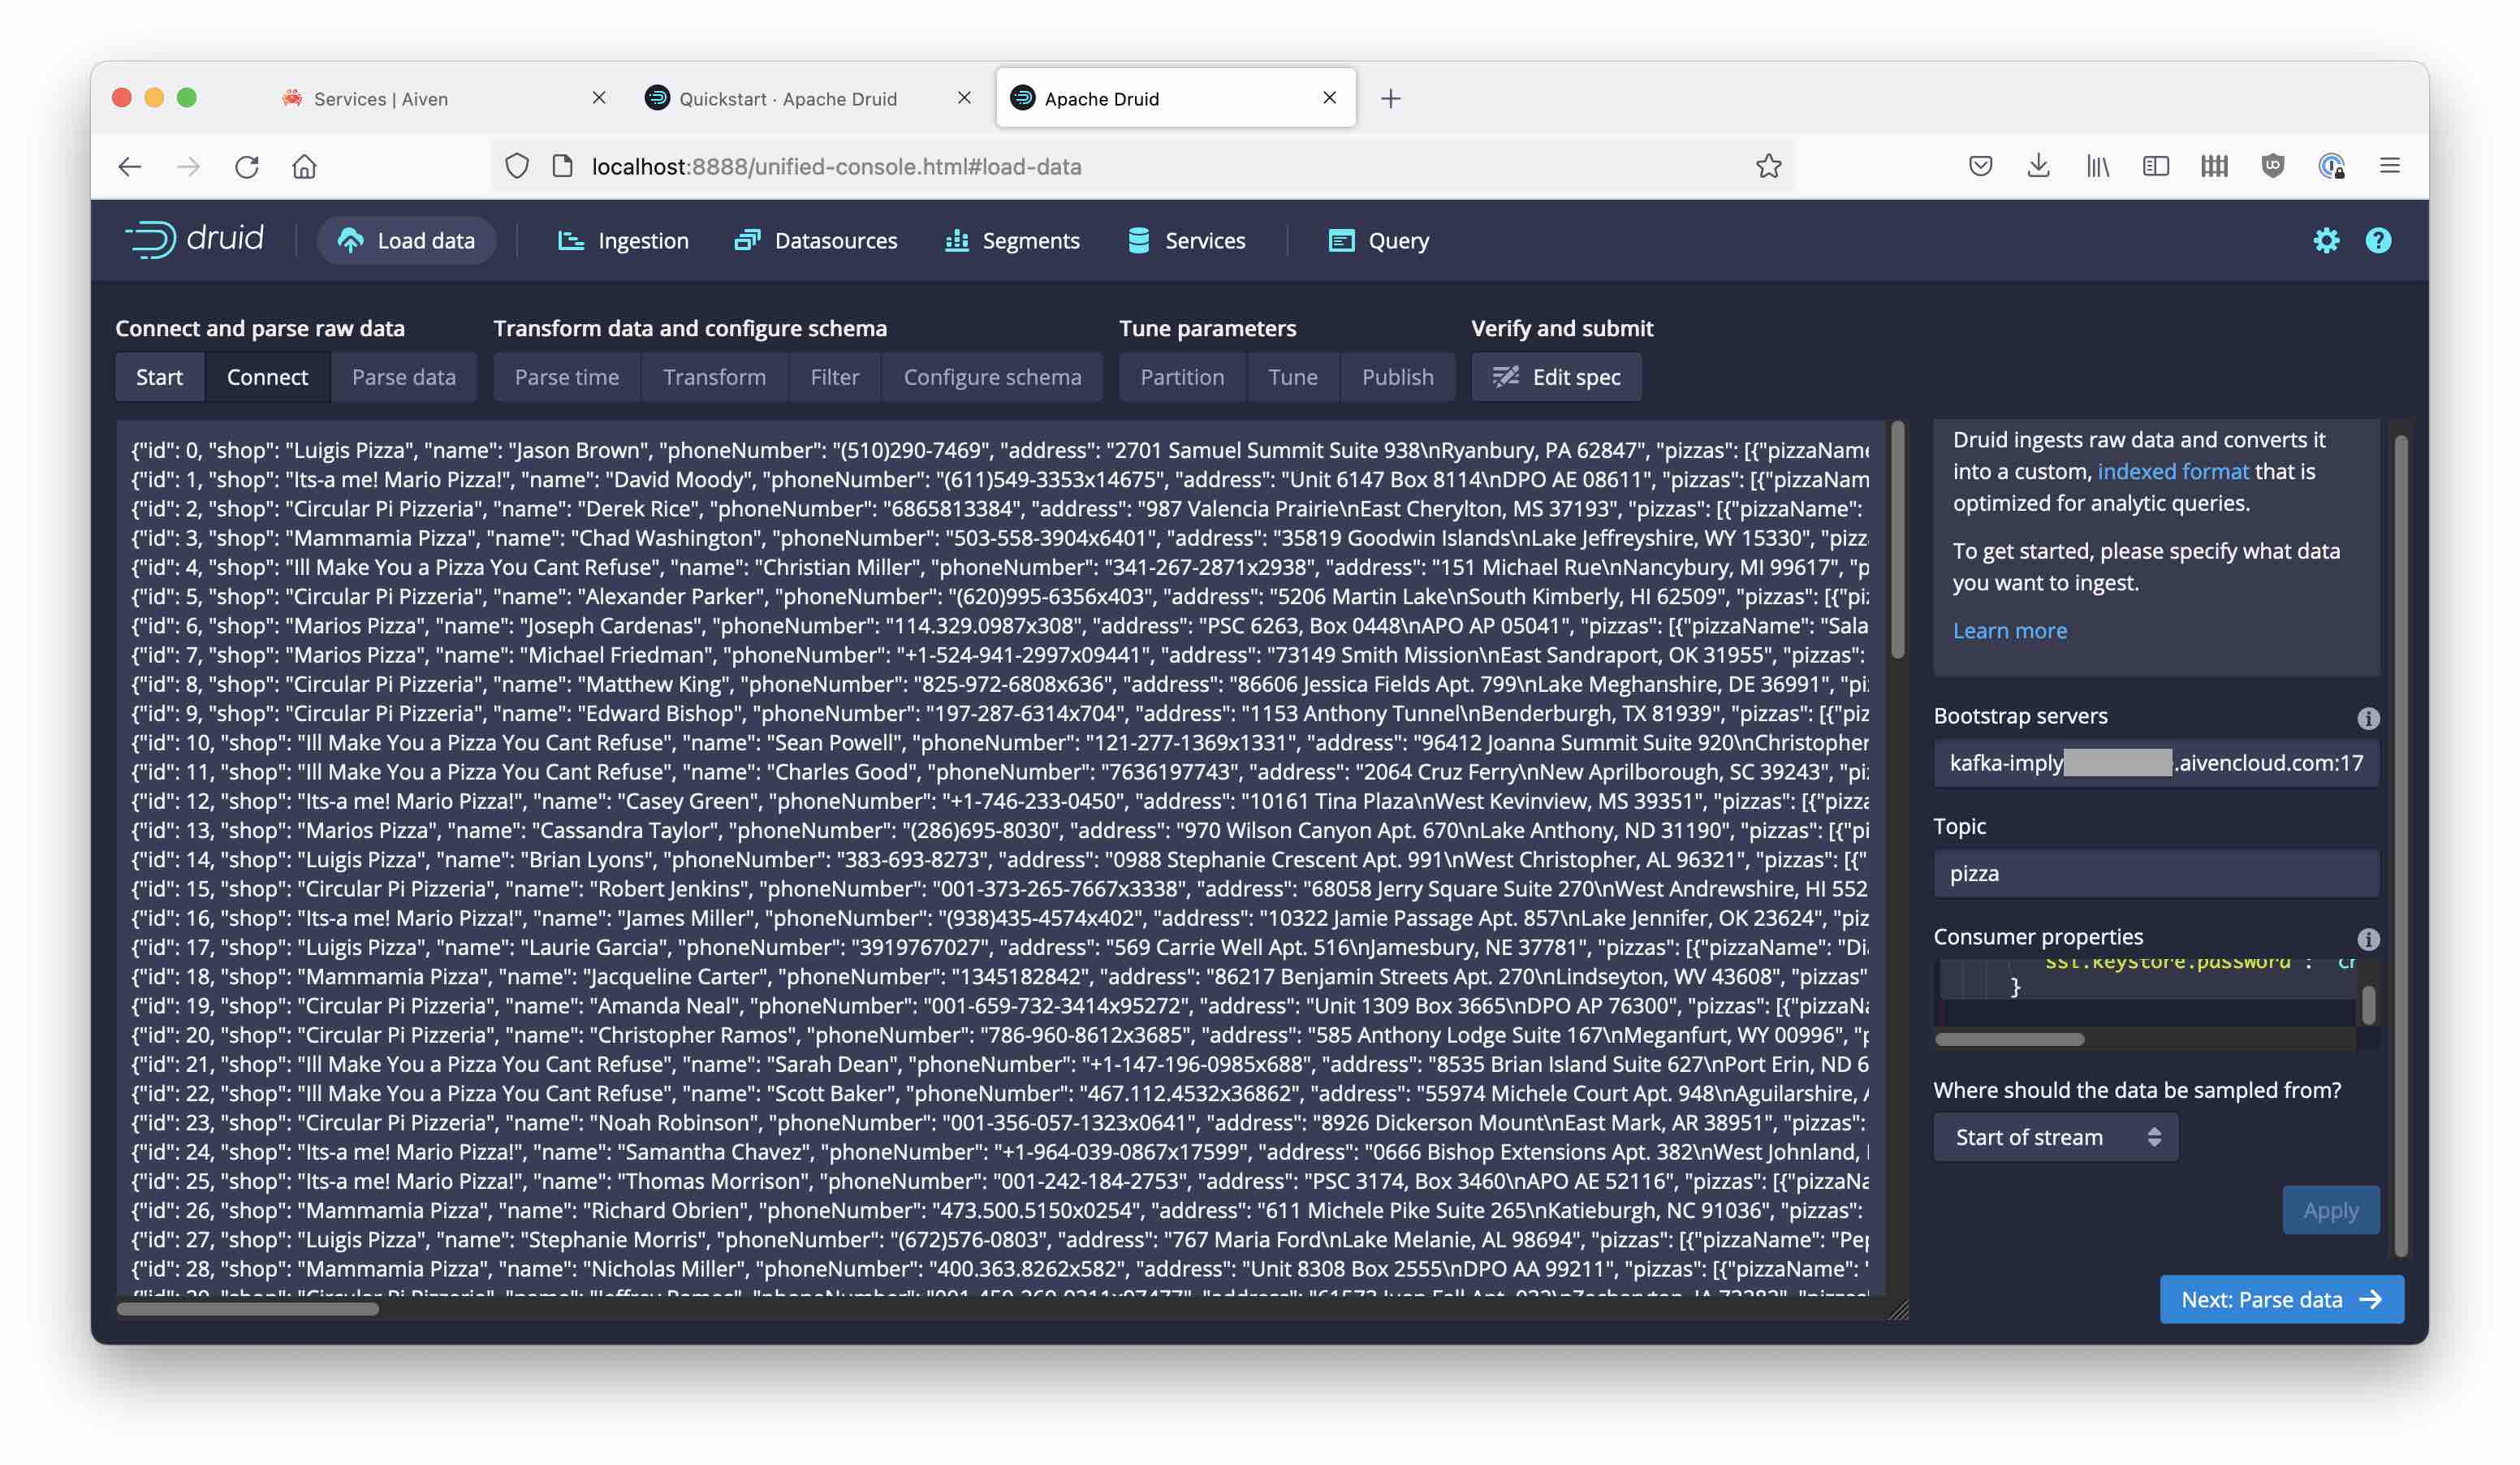 Services | Aiven
Quickstart · Apache Druid
Apache Druid
localhost:8888/unified-console.html#load-data
druid
Load data
Ingestion
Datasources
Segments
Services
Query
Connect and parse raw data
Transform data and configure schema
Tune parameters
Verify and submit
Start
Connect
Parse data
Parse time
Transform
Filter
Configure schema
Partition
Tune
Publish
Edit spec
{"id": 0, "shop": "Luigis Pizza", "name": "Jason Brown", "phoneNumber": "(510)290-7469", "address": "2701 Samuel Summit Suite 938\nRyanbury, PA 62847", "pizzas": [{"pizzaName
{"id": 1, "shop": "Its-a me! Mario Pizza!", "name": "David Moody", "phoneNumber": "(611)549-3353x14675", "address": "Unit 6147 Box 8114\nDPO AE 08611", "pizzas": [{"pizzaNam
{"id": 2, "shop": "Circular Pi Pizzeria", "name": "Derek Rice", "phoneNumber": "6865813384", "address": "987 Valencia Prairie\nEast Cherylton, MS 37193", "pizzas": [{"pizzaName":
{"id": 3, "shop": "Mammamia Pizza", "name": "Chad Washington", "phoneNumber": "503-558-3904x6401", "address": "35819 Goodwin Islands\nLake Jeffreyshire, WY 15330", "pizz
{"id": 4, "shop": "Ill Make You a Pizza You Cant Refuse", "name": "Christian Miller", "phoneNumber": "341-267-2871x2938", "address": "151 Michael Rue\nNancybury, MI 99617", "p
{"id": 5, "shop": "Circular Pi Pizzeria", "name": "Alexander Parker", "phoneNumber": "(620)995-6356x403", "address": "5206 Martin Lake\nSouth Kimberly, HI 62509", "pizzas": [{"piz
{"id": 6, "shop": "Marios Pizza", "name": "Joseph Cardenas", "phoneNumber": "114.329.0987x308", "address": "PSC 6263, Box 0448\nAPO AP 05041", "pizzas": [{"pizzaName": "Sala
{"id": 7, "shop": "Marios Pizza", "name": "Michael Friedman", "phoneNumber": "+1-524-941-2997x09441", "address": "73149 Smith Mission\nEast Sandraport, OK 31955", "pizzas":
{"id": 8, "shop": "Circular Pi Pizzeria", "name": "Matthew King", "phoneNumber": "825-972-6808x636", "address": "86606 Jessica Fields Apt. 799\nLake Meghanshire, DE 36991", "pi
{"id": 9, "shop": "Circular Pi Pizzeria", "name": "Edward Bishop", "phoneNumber": "197-287-6314x704", "address": "1153 Anthony Tunnel\nBenderburgh, TX 81939", "pizzas": [{"piz
{"id": 10, "shop": "Ill Make You a Pizza You Cant Refuse", "name": "Sean Powell", "phoneNumber": "121-277-1369x1331", "address": "96412 Joanna Summit Suite 920\nChristopher
{"id": 11, "shop": "Ill Make You a Pizza You Cant Refuse", "name": "Charles Good", "phoneNumber": "7636197743", "address": "2064 Cruz Ferry\nNew Aprilborough, SC 39243", "pi
{"id": 12, "shop": "Its-a me! Mario Pizza!", "name": "Casey Green", "phoneNumber": "+1-746-233-0450", "address": "10161 Tina Plaza\nWest Kevinview, MS 39351", "pizzas": [{"pizza
{"id": 13, "shop": "Marios Pizza", "name": "Cassandra Taylor", "phoneNumber": "(286)695-8030", "address": "970 Wilson Canyon Apt. 670\nLake Anthony, ND 31190", "pizzas": [{"pi
{"id": 14, "shop": "Luigis Pizza", "name": "Brian Lyons", "phoneNumber": "383-693-8273", "address": "0988 Stephanie Crescent Apt. 991\nWest Christopher, AL 96321", "pizzas": [{"
{"id": 15, "shop": "Circular Pi Pizzeria", "name": "Robert Jenkins", "phoneNumber": "001-373-265-7667x3338", "address": "68058 Jerry Square Suite 270\nWest Andrewshire, HI 552
{"id": 16, "shop": "Its-a me! Mario Pizza!", "name": "James Miller", "phoneNumber": "(938)435-4574x402", "address": "10322 Jamie Passage Apt. 857\nLake Jennifer, OK 23624", "piz
{"id": 17, "shop": "Luigis Pizza", "name": "Laurie Garcia", "phoneNumber": "3919767027", "address": "569 Carrie Well Apt. 516\nJamesbury, NE 37781", "pizzas": [{"pizzaName": "Di
{"id": 18, "shop": "Mammamia Pizza", "name": "Jacqueline Carter", "phoneNumber": "1345182842", "address": "86217 Benjamin Streets Apt. 270\nLindseyton, WV 43608", "pizzas"
{"id": 19, "shop": "Circular Pi Pizzeria", "name": "Amanda Neal", "phoneNumber": "001-659-732-3414x95272", "address": "Unit 1309 Box 3665\nDPO AP 76300", "pizzas": [{"pizzaN
{"id": 20, "shop": "Circular Pi Pizzeria", "name": "Christopher Ramos", "phoneNumber": "786-960-8612x3685", "address": "585 Anthony Lodge Suite 167\nMeganfurt, WY 00996", "p
{"id": 21, "shop": "Ill Make You a Pizza You Cant Refuse", "name": "Sarah Dean", "phoneNumber": "+1-147-196-0985x688", "address": "8535 Brian Island Suite 627\nPort Erin, ND 6
{"id": 22, "shop": "Ill Make You a Pizza You Cant Refuse", "name": "Scott Baker", "phoneNumber": "467.112.4532x36862", "address": "55974 Michele Court Apt. 948\nAguilarshire, A
{"id": 23, "shop": "Circular Pi Pizzeria", "name": "Noah Robinson", "phoneNumber": "001-356-057-1323x0641", "address": "8926 Dickerson Mount\nEast Mark, AR 38951", "pizzas":
{"id": 24, "shop": "Its-a me! Mario Pizza!", "name": "Samantha Chavez", "phoneNumber": "+1-964-039-0867x17599", "address": "0666 Bishop Extensions Apt. 382\nWest Johnland,
{"id": 25, "shop": "Its-a me! Mario Pizza!", "name": "Thomas Morrison", "phoneNumber": "001-242-184-2753", "address": "PSC 3174, Box 3460\nAPO AE 52116", "pizzas": [{"pizzaNa
{"id": 26, "shop": "Mammamia Pizza", "name": "Richard Obrien", "phoneNumber": "473.500.5150x0254", "address": "611 Michele Pike Suite 265\nKatieburgh, NC 91036", "pizzas":
{"id": 27, "shop": "Luigis Pizza", "name": "Stephanie Morris", "phoneNumber": "(672)576-0803", "address": "767 Maria Ford\nLake Melanie, AL 98694", "pizzas": [{"pizzaName": "Pep
{"id": 28, "shop": "Mammamia Pizza", "name": "Nicholas Miller", "phoneNumber": "400.363.8262x582", "address": "Unit 8308 Box 2555\nDPO AA 99211", "pizzas": [{"pizzaName": "
Druid ingests raw data and converts it
into a custom, indexed format that is
optimized for analytic queries.
To get started, please specify what data
you want to ingest.
Learn more
Bootstrap servers
kafka-imply .aivencloud.com:17
Topic
pizza
Consumer properties
ssl.keystore.password
}
Where should the data be sampled from?
Start of stream
Apply
Next: Parse data